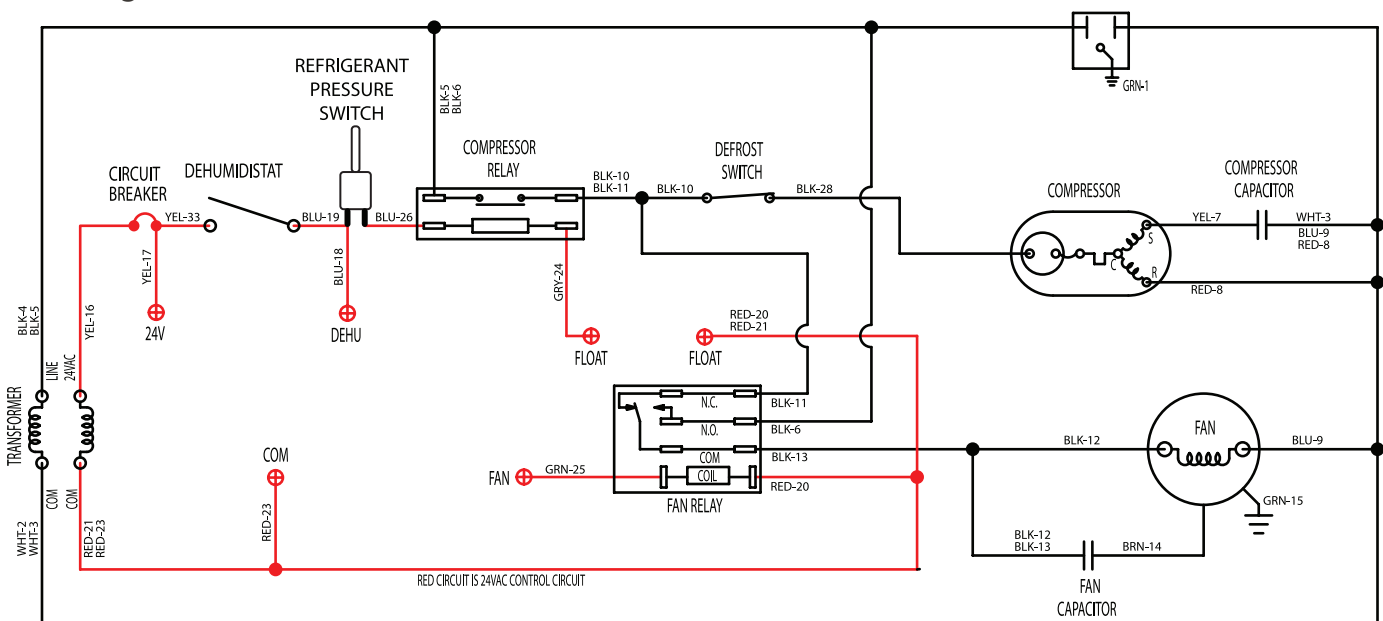 REFRIGERANT
PRESSURE
SWITCH
BLK-5
BLK-6
GRN-1
COMPRESSOR
RELAY
DEFROST
SWITCH
CIRCUIT
BREAKER
DEHUMIDISTAT
COMPRESSOR
COMPRESSOR
CAPACITOR
BLK-10
BLK-11
BLK-10
BLK-28
YEL-33
BLU-19
BLU-26
YEL-7
WHT-3
BLU-9
RED-8
S
C
R
RED-8
YEL-17
BLU-18
GRY-24
24V
DEHU
FLOAT
RED-20
RED-21
FLOAT
BLK-4
BLK-5
YEL-16
LINE
24VAC
TRANSFORMER
COM
COM
WHT-2
WHT-3
RED-21
RED-23
N.C.
BLK-11
N.O.
BLK-6
COM
BLK-13
COIL
RED-20
FAN RELAY
FAN
GRN-25
COM
RED-23
BLK-12
FAN
BLU-9
GRN-15
BLK-12
BLK-13
BRN-14
FAN
CAPACITOR
RED CIRCUIT IS 24VAC CONTROL CIRCUIT